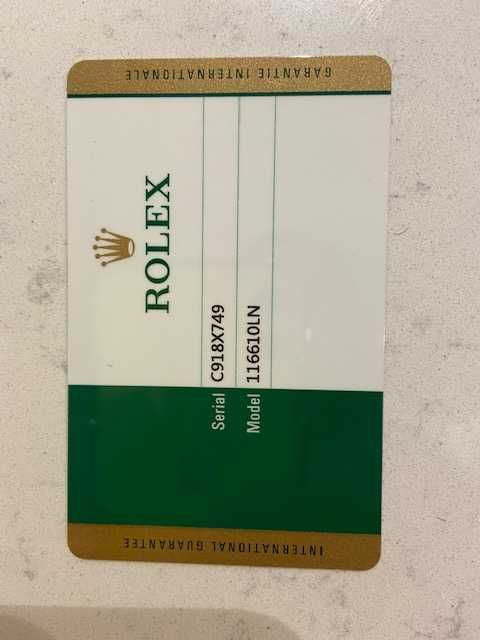 GARANTIE INTERNATIONALE
ROLEX
Serial C918X749
Model 116610LN
INTERNATIONAL GUARANTEE